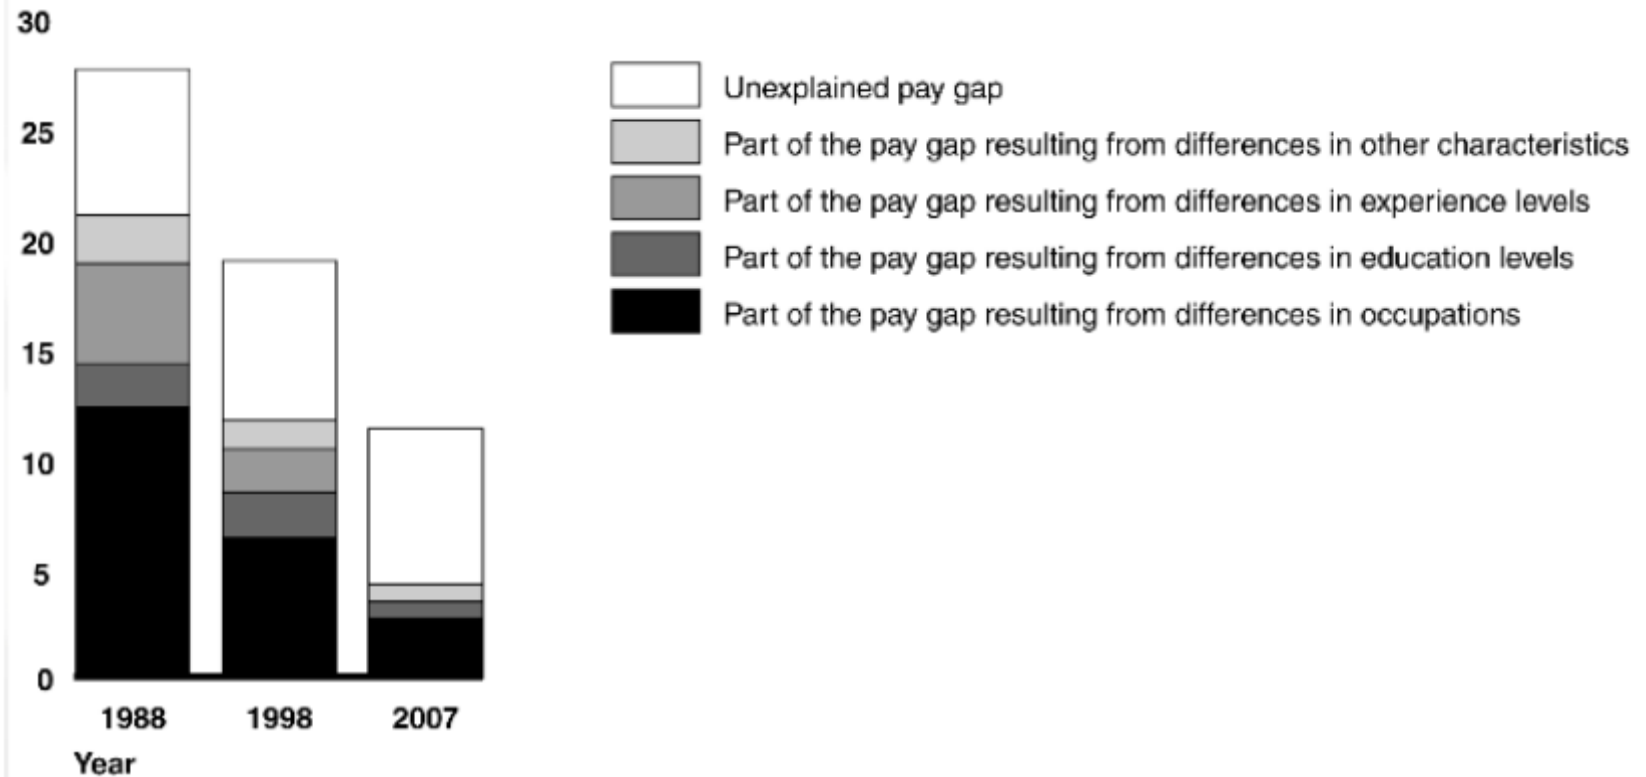 30
25
20
15
10
5
0
1988 1998 2007
Year
Unexplained pay gap
Part of the pay gap resulting from differences in other characteristics
Part of the pay gap resulting from differences in experience levels
Part of the pay gap resulting from differences in education levels
Part of the pay gap resulting from differences in occupations